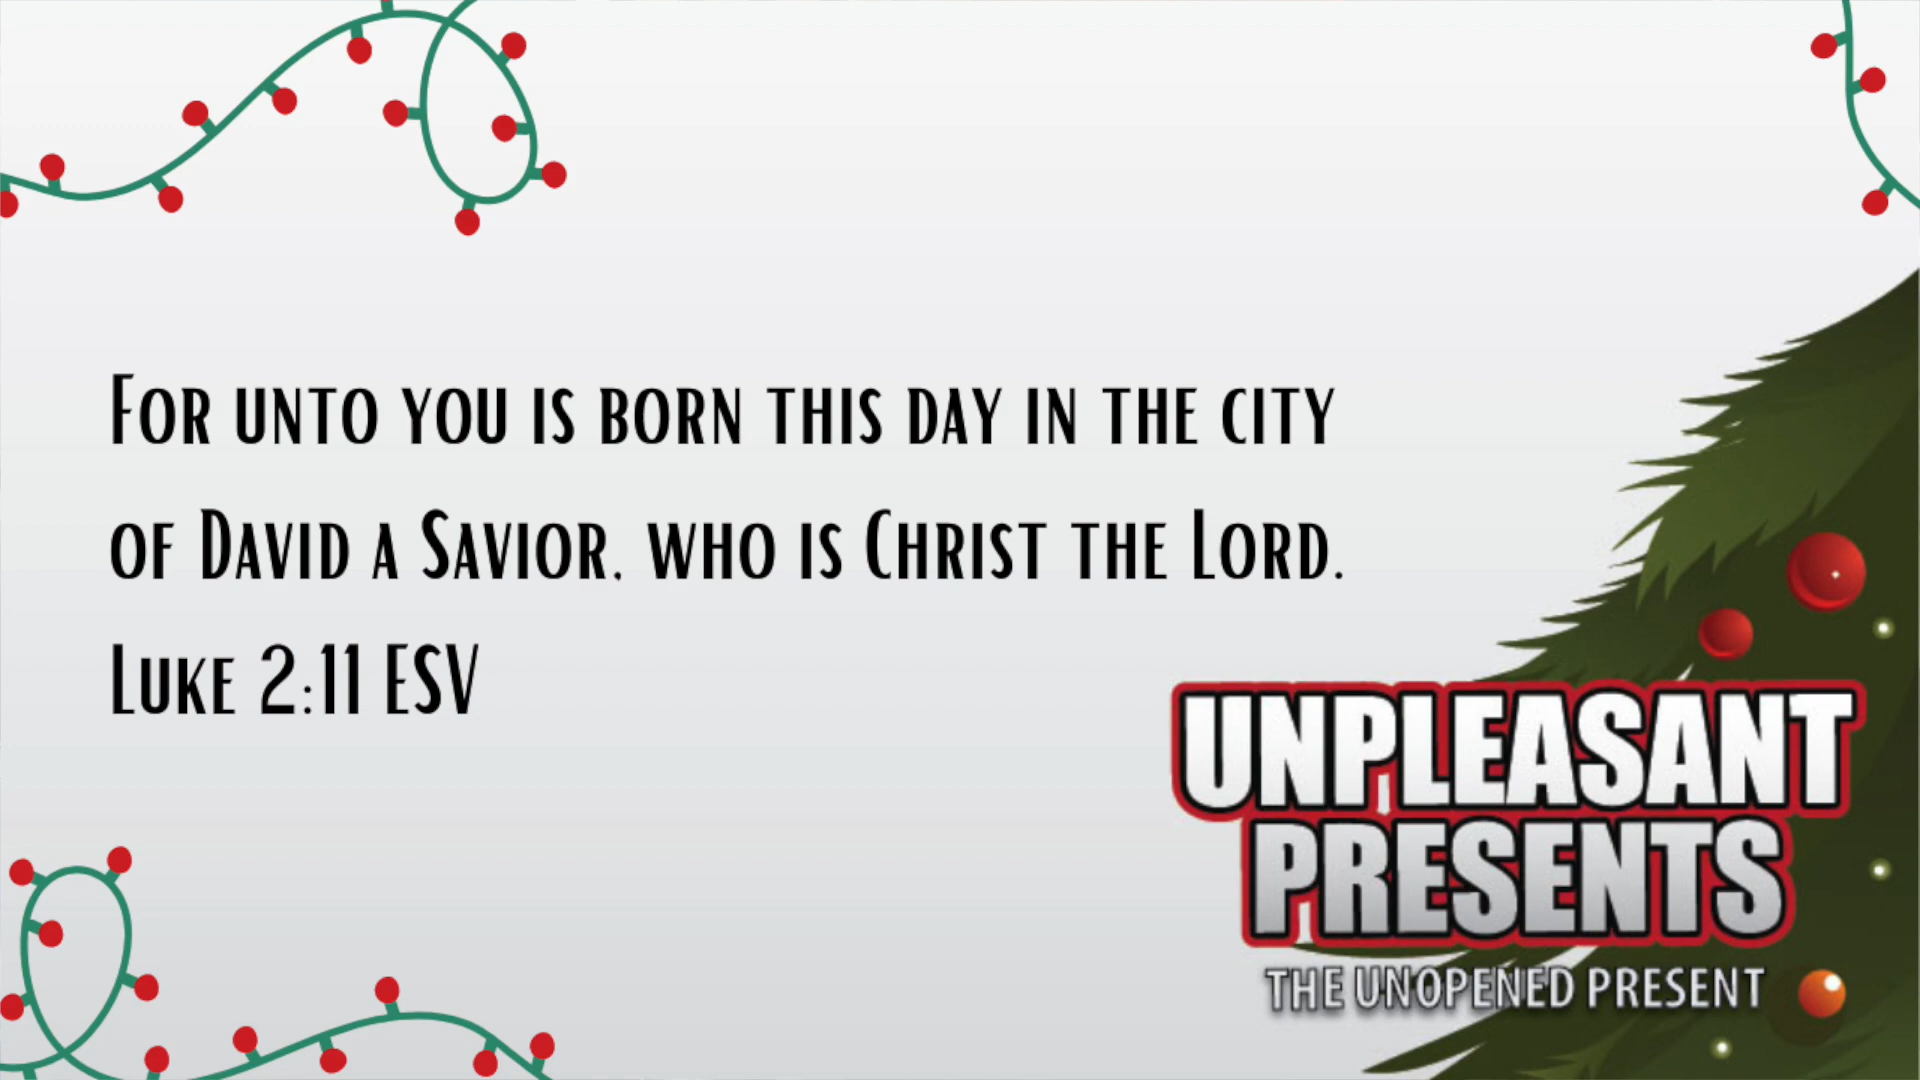 For unto you is born this day in the city
of David a Savior, who is Christ the Lord.
Luke 2:11 ESV
UNPLEASANT
PRESENTS
THE UNOPENED PRESENT